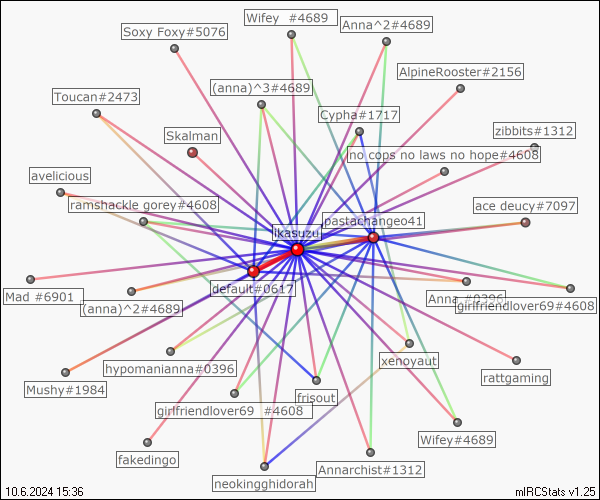 Wifey  #4689
Anna^2#4689
Soxy Foxy#5076
AlpineRooster#2156
(anna)^3#4689
Toucan#2473
Cypha#1717
zibbits#1312
Skalman
no cops no laws no hope#4608
avelicious
ramshackle gorey#4608
ace deucy#7097
pastachangeo41
ikasuzu
default#0617
Mad #6901
(anna)^2#4689
Anna #0396
girlfriendlover69#4608
hypomanianna#0396
xenoyaut
rattgaming
Mushy#1984
frisout
girlfriendlover69  #4608
Wifey#4689
fakedingo
Annarchist#1312
neokingghidorah
10.6.2024 15:36
mIRCStats v1.25